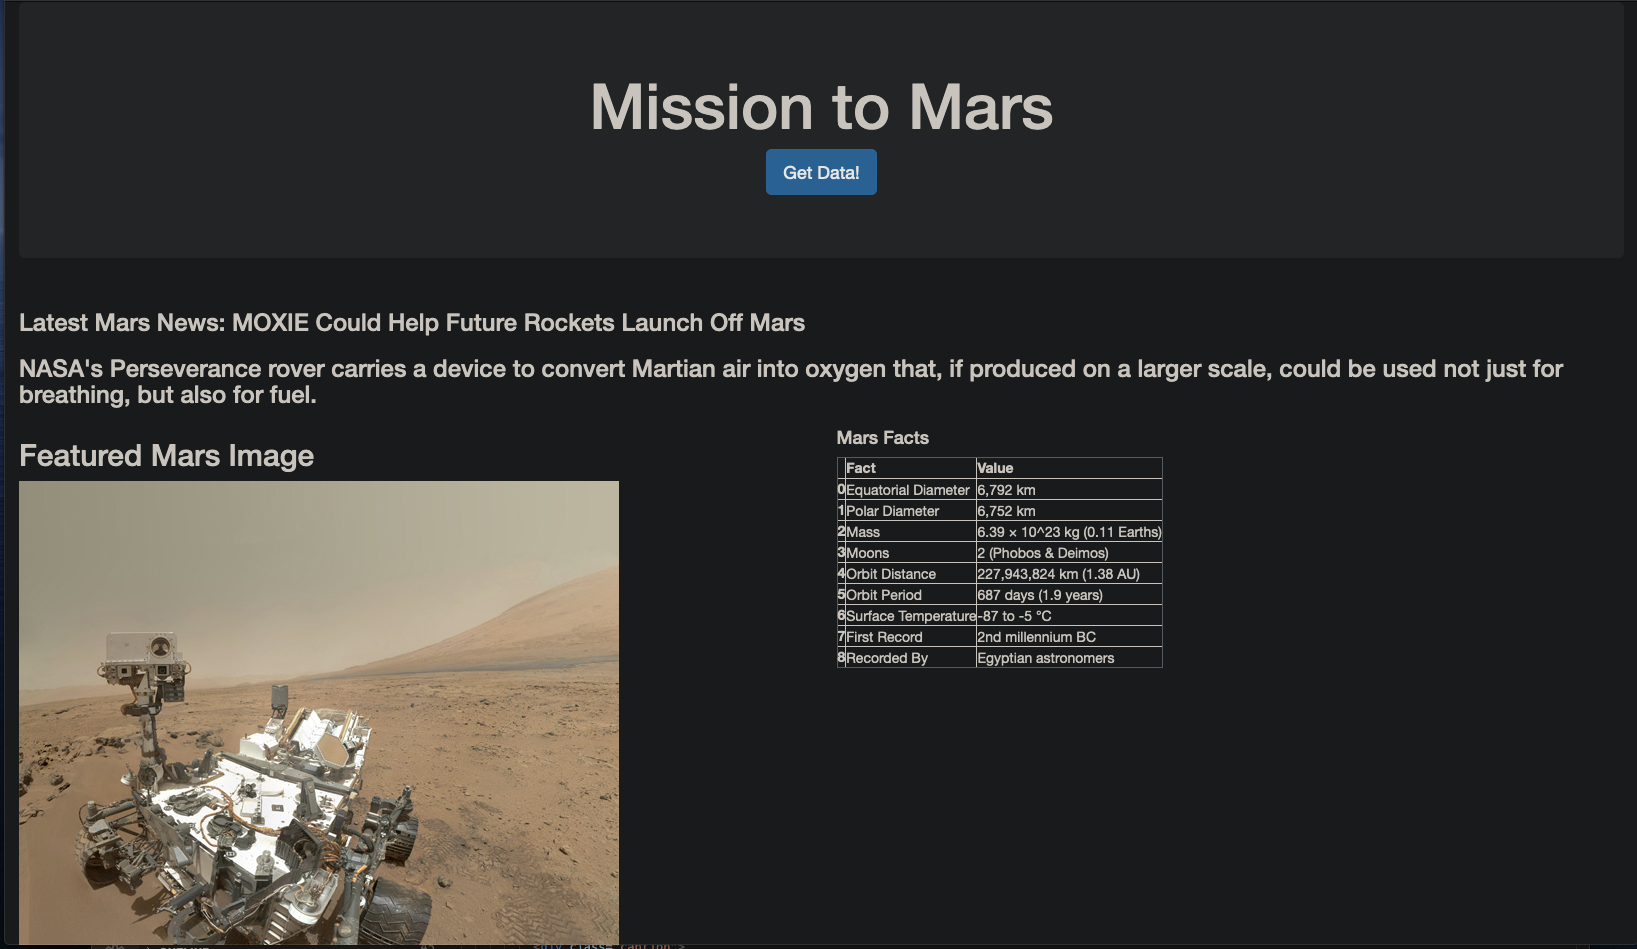 Mission to Mars
Get Data!
Latest Mars News: MOXIE Could Help Future Rockets Launch Off Mars
NASA's Perseverance rover carries a device to convert Martian air into oxygen that, if produced on a larger scale, could be used not just for
breathing, but also for fuel.
Featured Mars Image
Mars Facts
Fact Value
0 Equatorial Diameter 6,792 km
1 Polar Diameter 6,752 km
2 Mass 6.39 × 10^23 kg (0.11 Earths)
3 Moons 2 (Phobos & Deimos)
4 Orbit Distance 227,943,824 km (1.38 AU)
5 Orbit Period 687 days (1.9 years)
6 Surface Temperature -87 to -5 °C
7 First Record 2nd millennium BC
8 Recorded By Egyptian astronomers